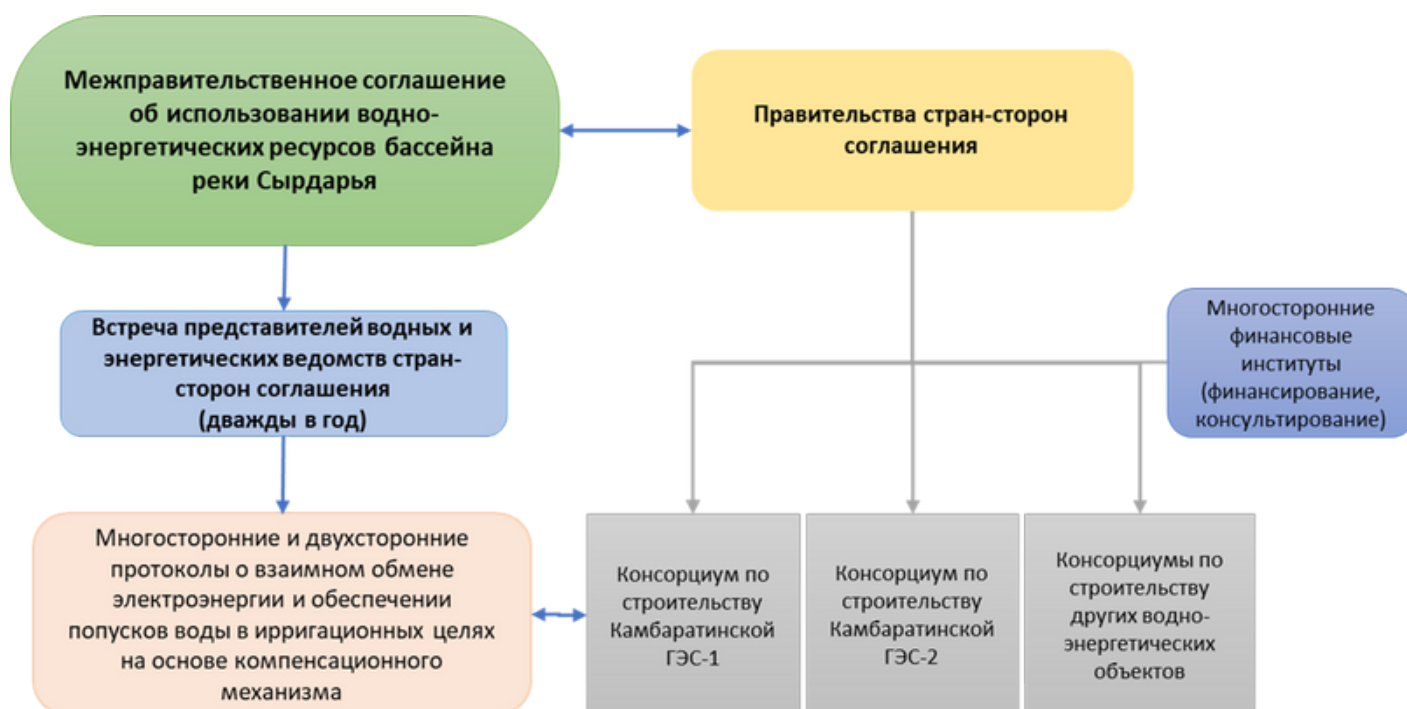 Межправительственное соглашение
об использовании водно-
энергетических ресурсов бассейна
реки Сырдарья
Правительства стран-сторон
соглашения
Встреча представителей водных и
энергетических ведомств стран-
сторон соглашения
(дважды в год)
Многосторонние
финансовые
институты
(финансирование,
консультирование)
Многосторонние и двухсторонние
протоколы о взаимном обмене
электроэнергии и обеспечении
попусков воды в ирригационных целях
на основе компенсационного
механизма
Консорциум по
строительству
Камбаратинской
ГЭС-1
Консорциум по
строительству
Камбаратинской
ГЭС-2
Консорциумы по
строительству
других водно-
энергетических
объектов